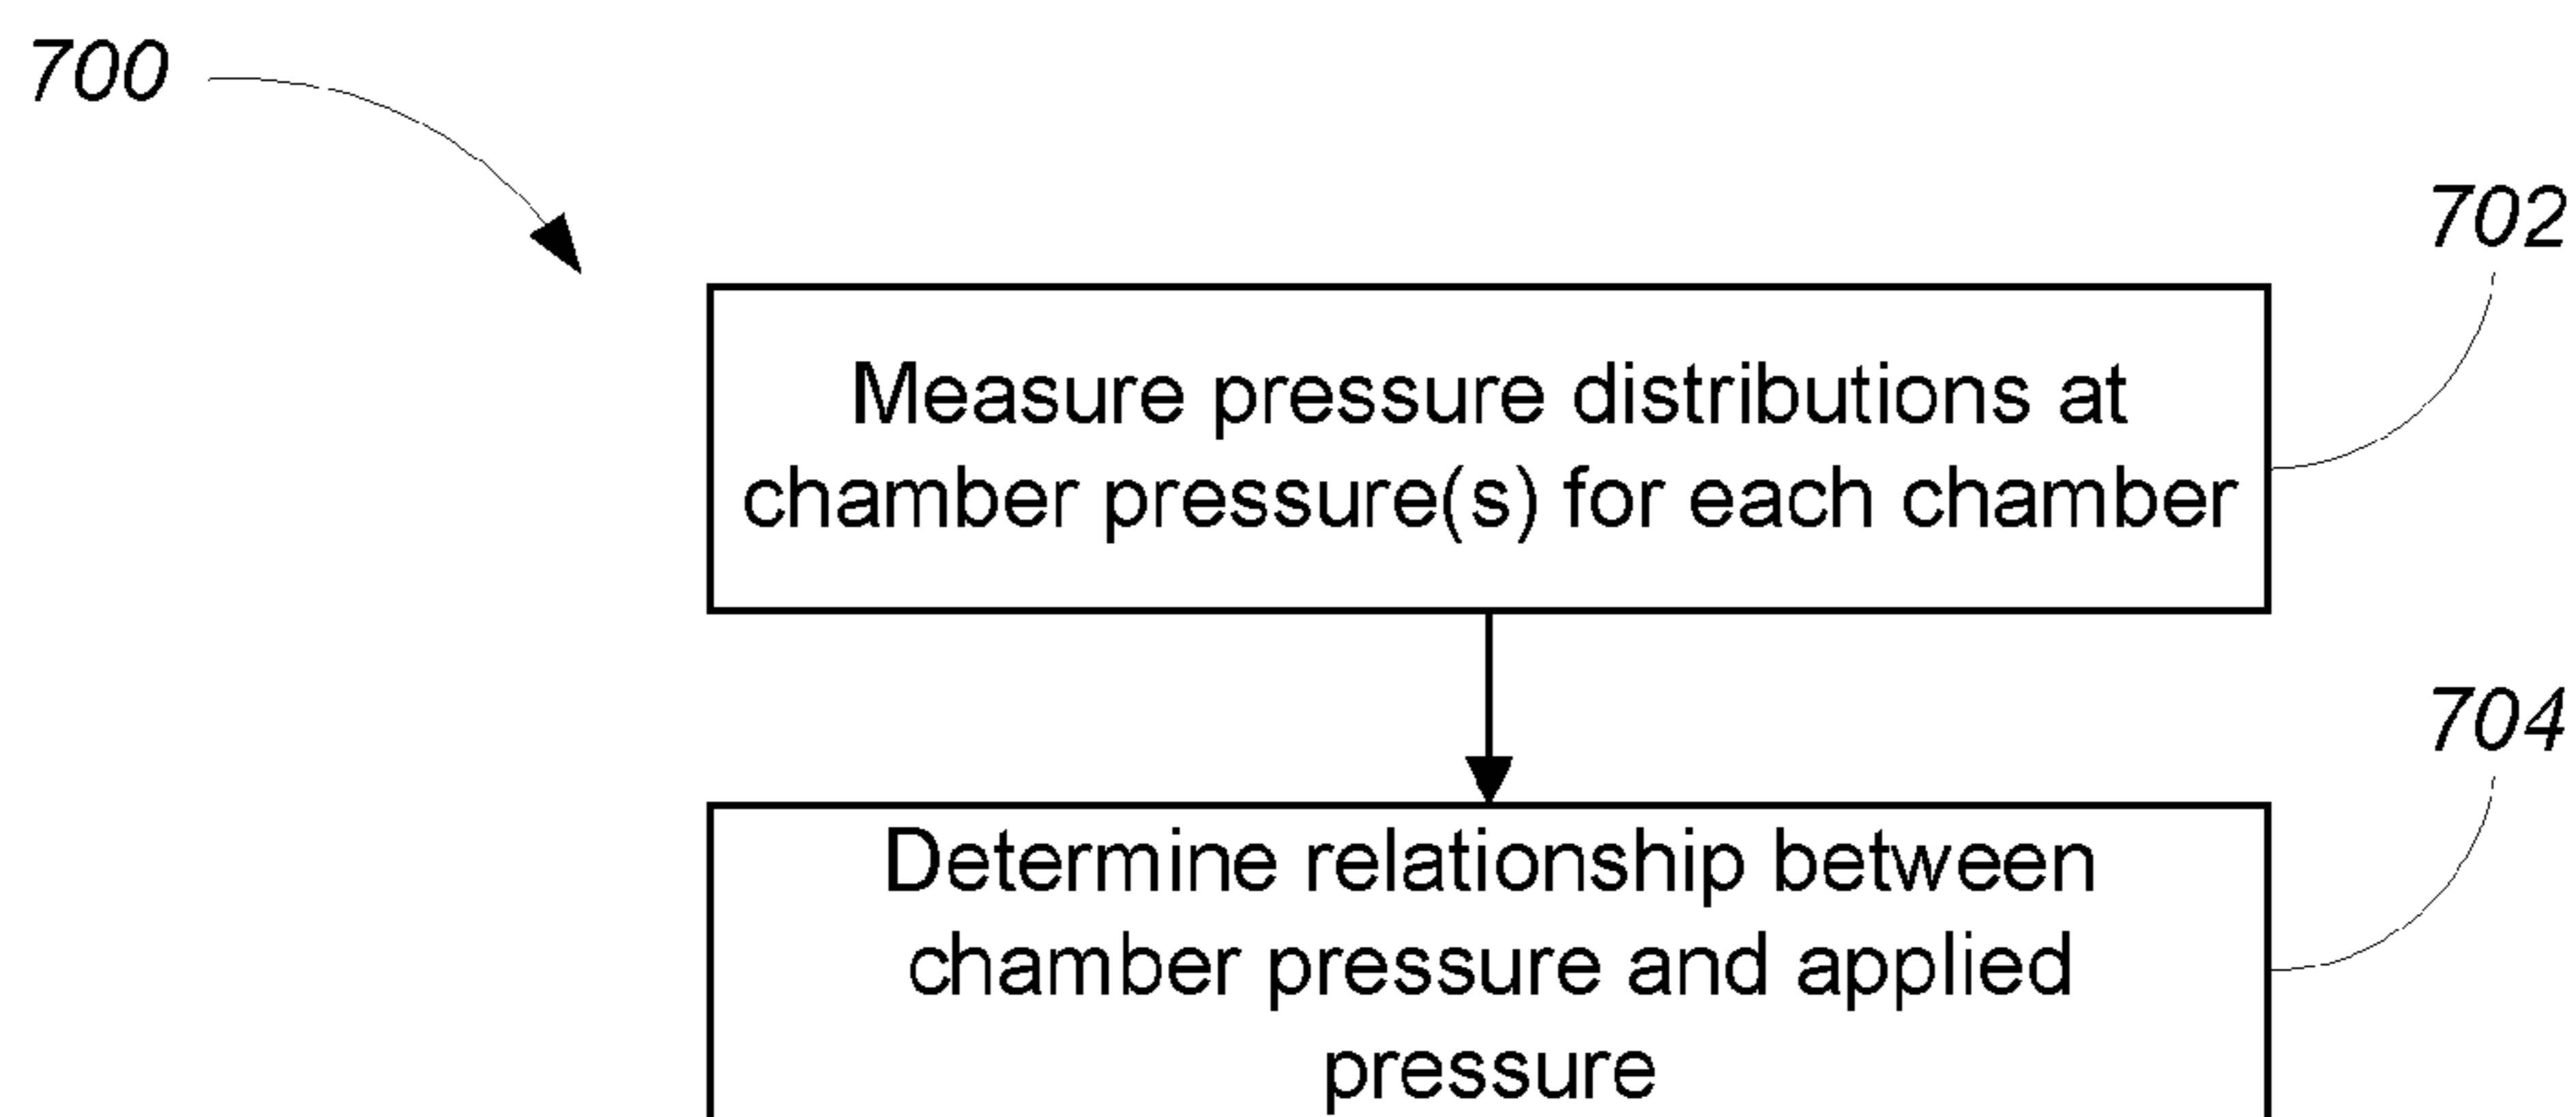 700
702
Measure pressure distributions at
chamber pressure(s) for each chamber
704
Determine relationship between
chamber pressure and applied
pressure